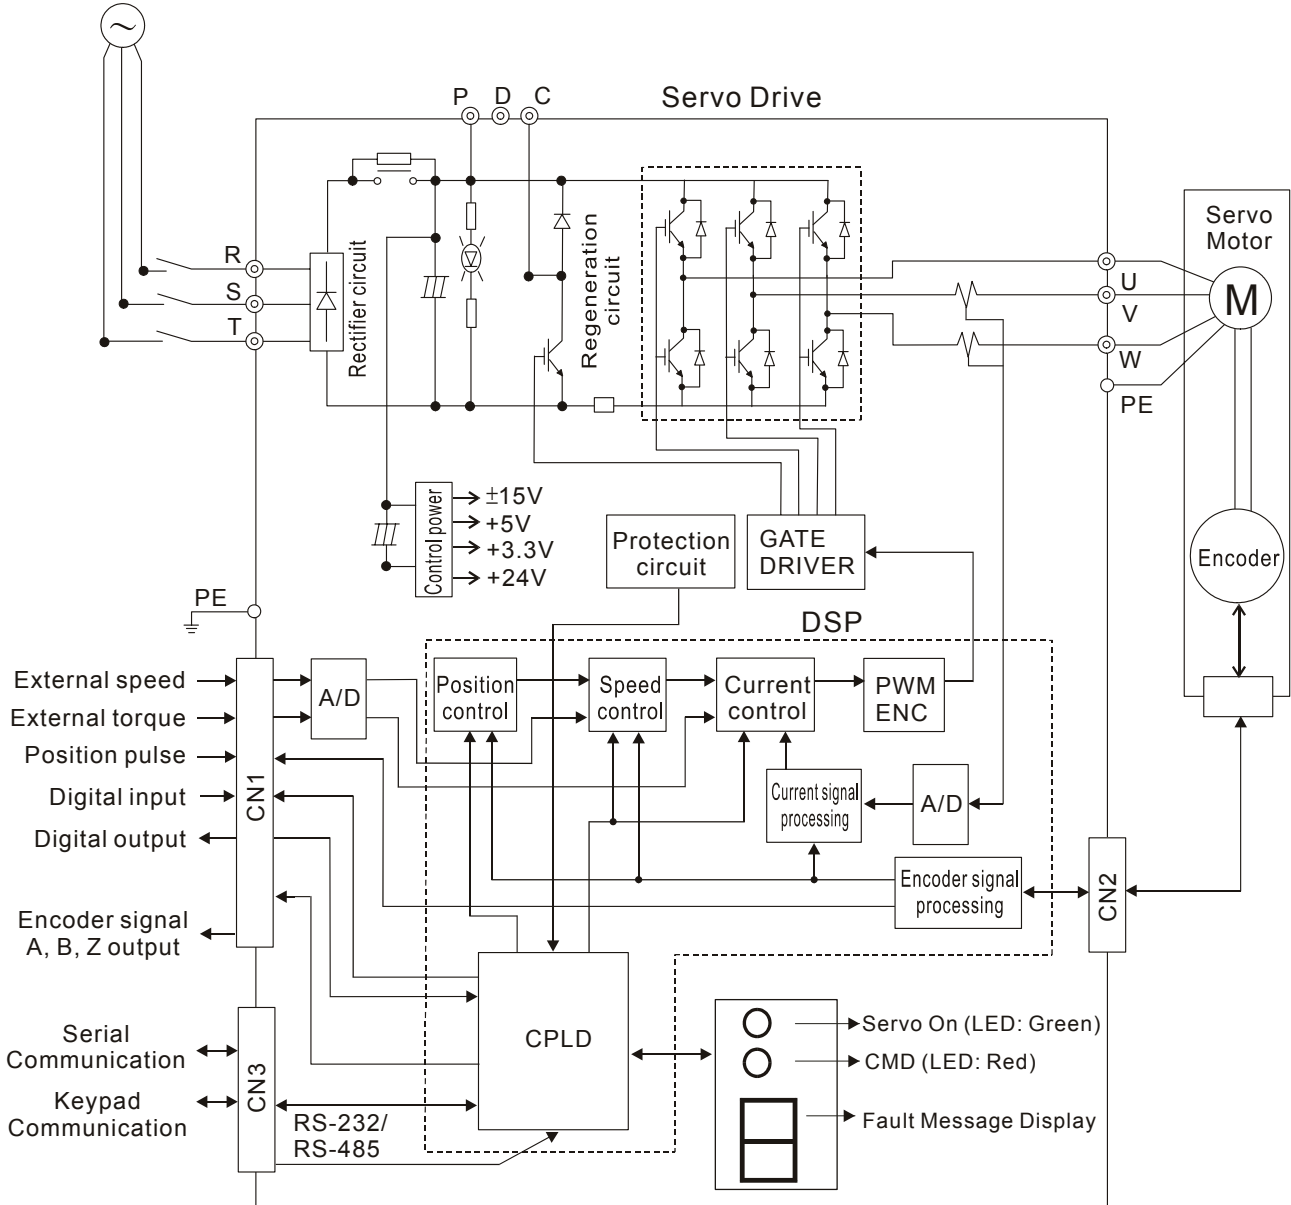 P D C
Servo Drive
Servo
Motor
R
S
T
Rectifier circuit
Regeneration
circuit
M
U
V
W
PE
±15V
+5V
+3.3V
+24V
Control power
Protection
circuit
GATE
DRIVER
Encoder
PE
DSP
External speed
External torque
Position pulse
Digital input
Digital output
Encoder signal
A, B, Z output
CN1
A/D
Position
control
Speed
control
Current
control
PWM
ENC
Current signal
processing
A/D
Encoder signal
processing
CN2
CPLD
Serial
Communication
Keypad
Communication
CN3
RS-232/
RS-485
Servo On (LED: Green)
CMD (LED: Red)
Fault Message Display